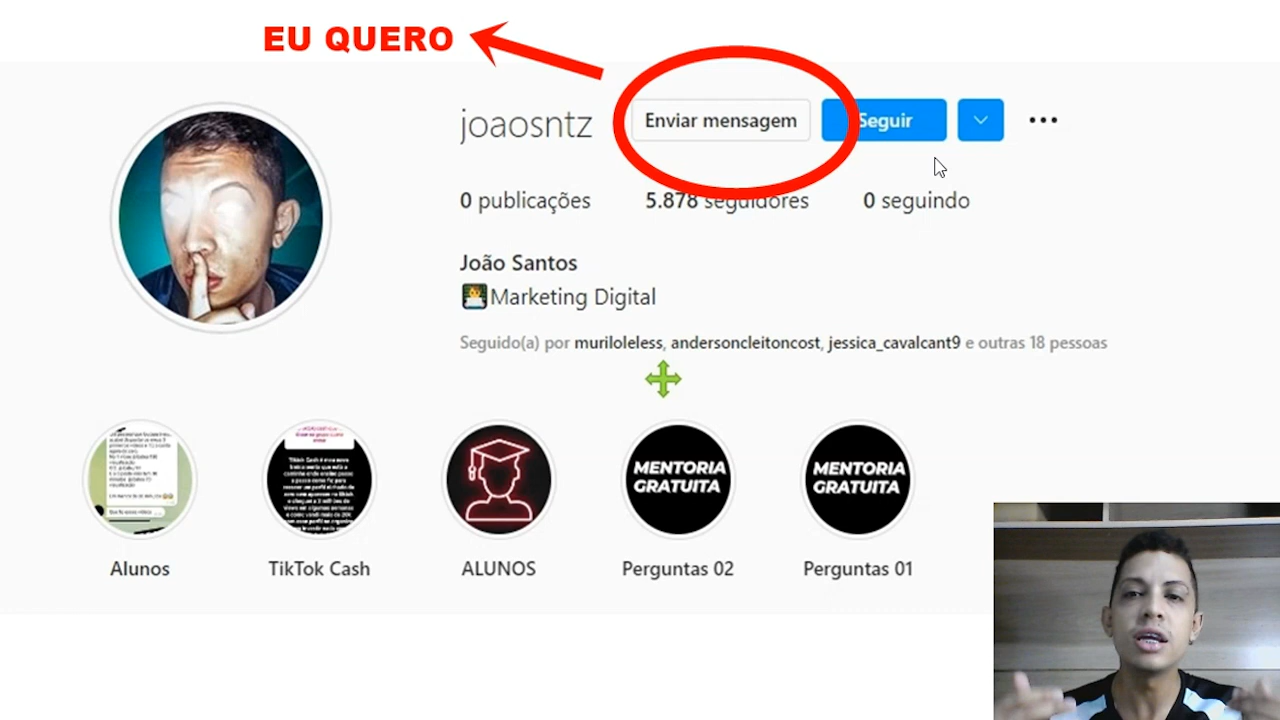 EU QUERO
joaosntz Enviar mensagem Seguir
0 publicações 5.878 seguidores 0 seguindo
João Santos
Marketing Digital
Seguido(a) por muriloleless, andersoncleitoncost, jessica_cavalcant9 e outras 18 pessoas
MENTORIA
GRATUITA
MENTORIA
GRATUITA
Alunos TikTok Cash ALUNOS Perguntas 02 Perguntas 01